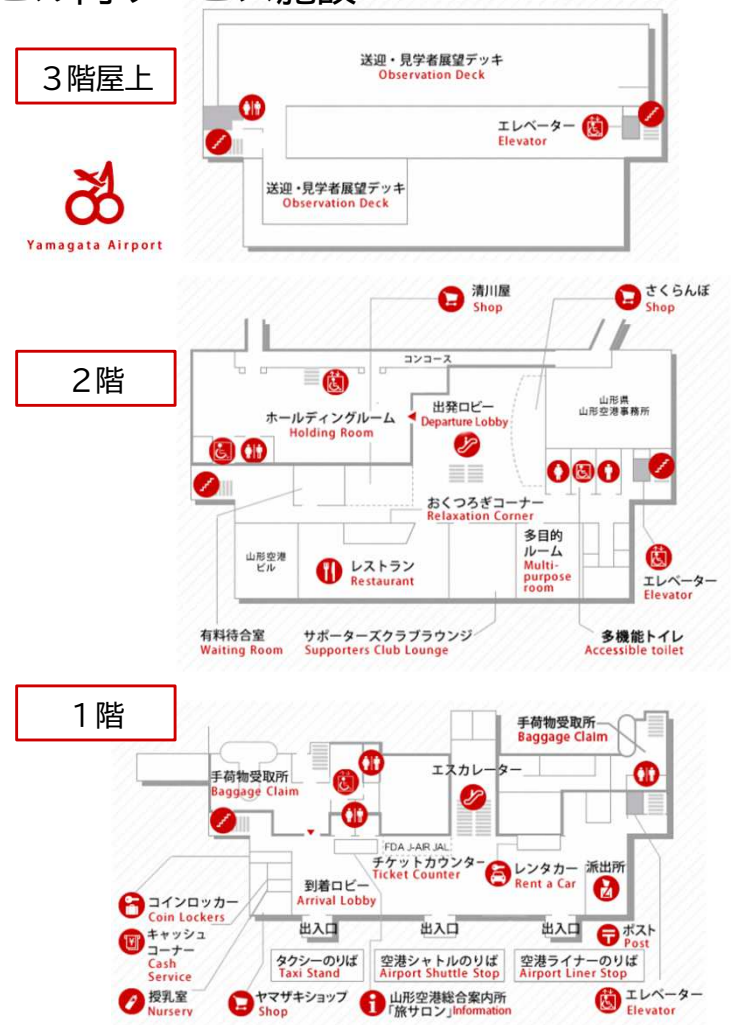 3階屋上
送迎・見学者展望デッキ
Observation Deck
エレベーター
Elevator
送迎・見学者展望デッキ
Observation Deck
Yamagata Airport
2階
清川屋
Shop
さくらんぼ
Shop
コンコース
山形県
山形空港事務所
出発ロビー
Departure Lobby
ホールディングルーム
Holding Room
おくつろぎコーナー
Relaxation Corner
多目的
ルーム
Multi-
purpose
room
山形空港
ビル
レストラン
Restaurant
エレベーター
Elevator
有料待合室
Waiting Room
サポーターズクラブラウンジ
Supporters Club Lounge
多機能トイレ
Accessible toilet
1階
手荷物受取所
Baggage Claim
手荷物受取所
Baggage Claim
エスカレーター
FDA J-AIR JAL
チケットカウンター
Ticket Counter
レンタカー
Rent a Car
派出所
到着ロビー
Arrival Lobby
コインロッカー
Coin Lockers
キャッシュ
コーナー
Cash
Service
授乳室
Nursery
出入口
出入口
出入口
ポスト
Post
タクシーのりば
Taxi Stand
空港シャトルのりば
Airport Shuttle Stop
空港ライナーのりば
Airport Liner Stop
ヤマザキショップ
Shop
山形空港総合案内所
「旅サロン」Information
エレベーター
Elevator